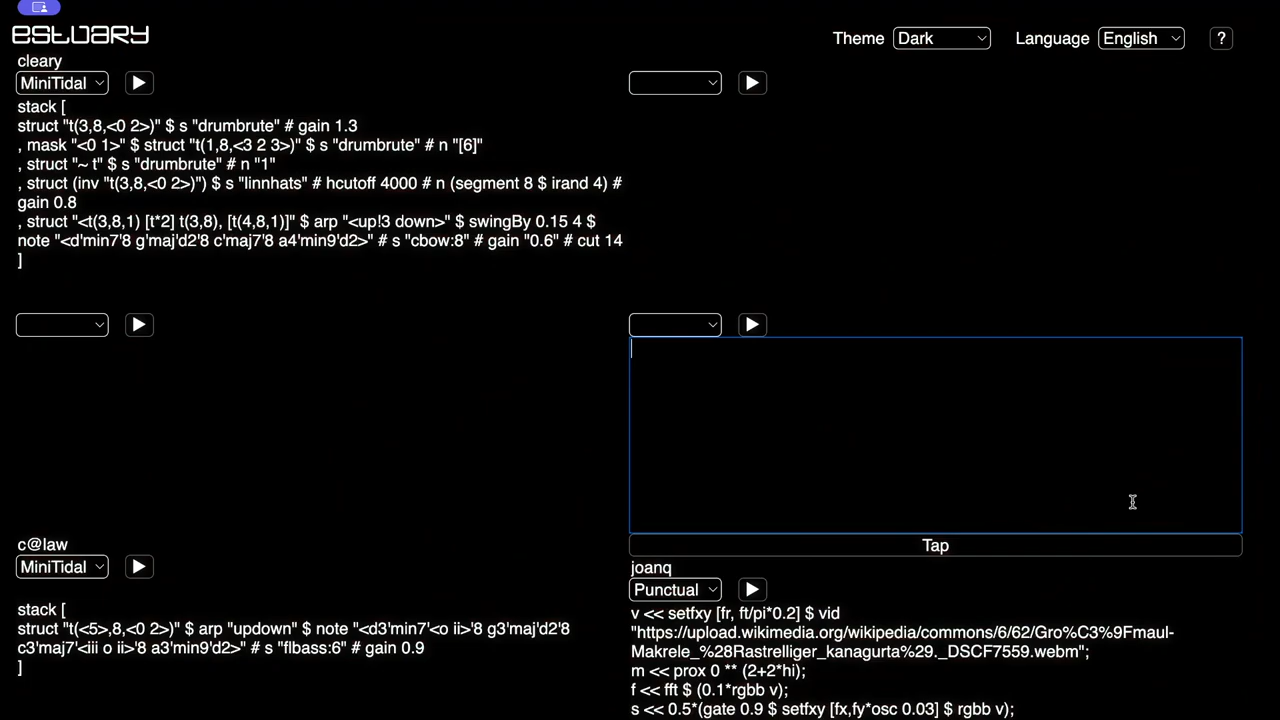 estuary
Theme Dark Language English ?
cleary
MiniTidal
stack [
struct "t(3,8,<0 2>)" $ s "drumbrute" # gain 1.3
, mask "<0 1>" $ struct "t(1,8,<3 2 3>)" $ s "drumbrute" # n "[6]"
, struct "~ t" $ s "drumbrute" # n "1"
, struct (inv "t(3,8,<0 2>)") $ s "linnhats" # hcutoff 4000 # n (segment 8 $ irand 4) #
gain 0.8
, struct "<t(3,8,1) [t*2] t(3,8), [t(4,8,1)]" $ arp "<up!3 down>" $ swingBy 0.15 4 $
note "<d'min7'8 g'maj'd2'8 c'maj7'8 a4'min9'd2>" # s "cbow:8" # gain "0.6" # cut 14
]
Tap
c@law
MiniTidal
stack [
struct "t(<5>,8,<0 2>)" $ arp "updown" $ note "<d3'min7'<o ii>'8 g3'maj'd2'8
c3'maj7'<iii o ii>'8 a3'min9'd2>" # s "flbass:6" # gain 0.9
]
joanq
Punctual
v << setfxy [fr, ft/pi*0.2] $ vid
"https://upload.wikimedia.org/wikipedia/commons/6/62/Gro%C3%9Fmaul-
Makrele_%28Rastrelliger_kanagurta%29._DSCF7559.webm";
m << prox 0 ** (2+2*hi);
f << fft $ (0.1*rgbb v);
s << 0.5*(gate 0.9 $ setfxy [fx,fy*osc 0.03] $ rgbb v);